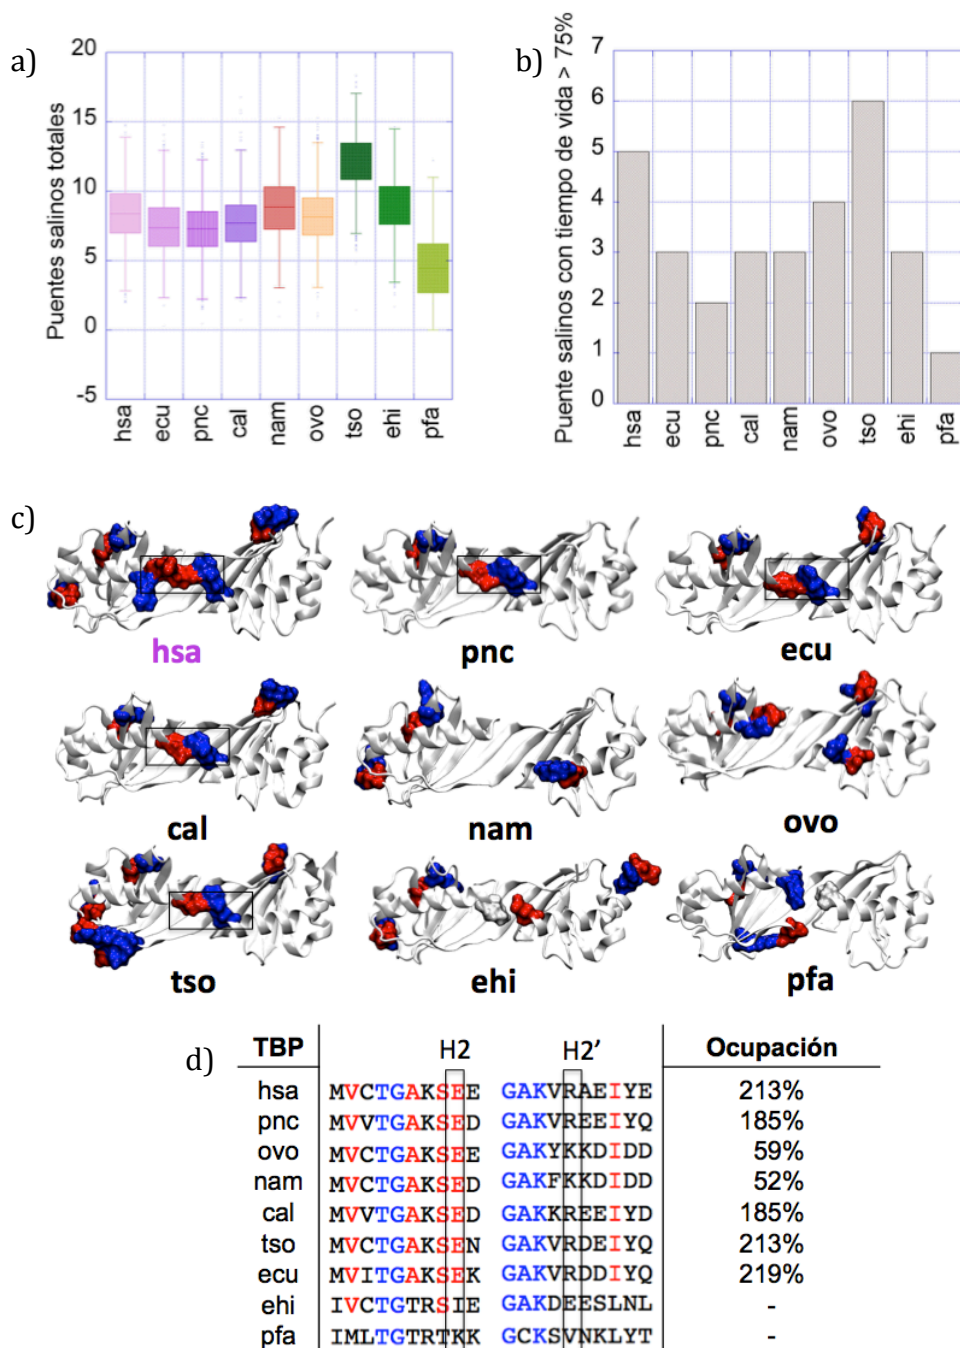 a)
Puentes salinos totales
20
15
10
5
0
-5
hsa ecu pnc cal nam ovo tso ehi pfa
b)
Puente salinos con tiempo de vida > 75%
7
6
5
4
3
2
1
0
hsa ecu pnc cal nam ovo tso ehi pfa
c)
hsa pnc ecu
cal nam ovo
tso ehi pfa
d)
TBP H2 H2’ Ocupación
hsa MVCTGAKSEE GAKVRAEIYE 213%
pnc MVVTGAKSED GAKVREEIYQ 185%
ovo MVCTGAKSEE GAKYKKDIDD 59%
nam MVCTGAKSED GAKFKKDIDD 52%
cal MVVTGAKSED GAKKREEIYD 185%
tso MVCTGAKSEN GAKVRDEIYQ 213%
ecu MVITGAKSEK GAKVRDDIYQ 219%
ehi IVCTGTRSIE GAKDEESLNL -
pfa IMLTGTRTKK GCKSVNKLYT -